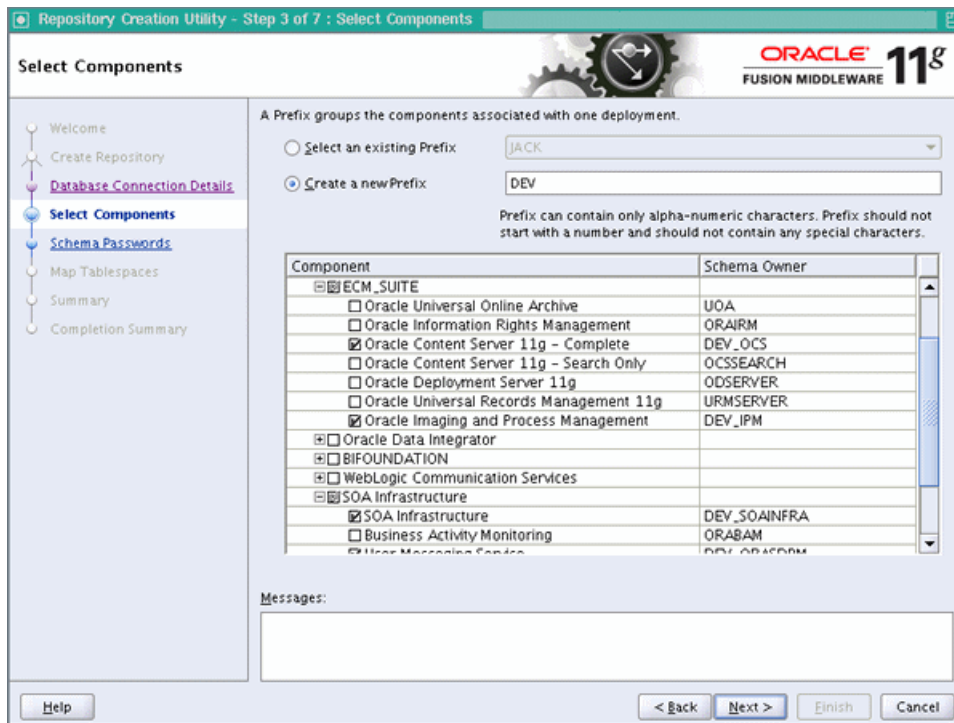 Repository Creation Utility - Step 3 of 7 : Select Components
Select Components
ORACLE FUSION MIDDLEWARE 11g
Welcome
Create Repository
Database Connection Details
Select Components
Schema Passwords
Map Tablespaces
Summary
Completion Summary
A Prefix groups the components associated with one deployment.
Select an existing Prefix JACK
Create a new Prefix DEV
Prefix can contain only alpha-numeric characters. Prefix should not
start with a number and should not contain any special characters.
Component Schema Owner
ECM_SUITE
Oracle Universal Online Archive UOA
Oracle Information Rights Management ORAIRM
Oracle Content Server 11g - Complete DEV_OCS
Oracle Content Server 11g - Search Only OCSSEARCH
Oracle Deployment Server 11g ODSERVER
Oracle Universal Records Management 11g URMSERVER
Oracle Imaging and Process Management DEV_IPM
Oracle Data Integrator
BIFOUNDATION
WebLogic Communication Services
SOA Infrastructure
SOA Infrastructure DEV_SOAINFRA
Business Activity Monitoring ORABAM
User Messaging Service DEV_ORASDPM
Messages:
Help < Back Next > Finish Cancel